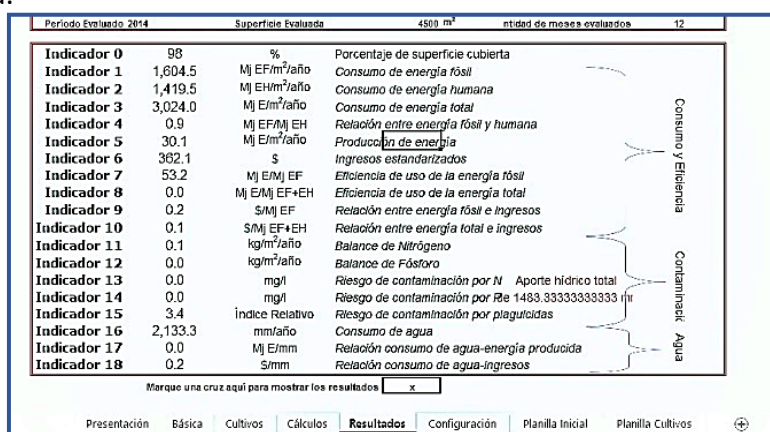 Período Evaluado 2014 Superficie Evaluada 4500 m² ntidad de meses evaluados 12
Indicador 0 98 % Porcentaje de superficie cubierta
Indicador 1 1,604.5 Mj EF/m²/año Consumo de energía fósil
Indicador 2 1,419.5 Mj EH/m²/año Consumo de energía humana
Indicador 3 3,024.0 Mj E/m²/año Consumo de energía total
Indicador 4 0.9 Mj EF/Mj EH Relación entre energía fósil y humana
Indicador 5 30.1 Mj E/m²/año Producción de energía
Indicador 6 362.1 $ Ingresos estandarizados
Indicador 7 53.2 Mj E/Mj EF Eficiencia de uso de la energía fósil
Indicador 8 0.0 Mj E/Mj EF+EH Eficiencia de uso de la energía total
Indicador 9 0.2 $/Mj EF Relación entre energía fósil e ingresos
Indicador 10 0.1 $/Mj EF+EH Relación entre energía total e ingresos
Consumo y Eficiencia
Indicador 11 0.1 kg/m²/año Balance de Nitrógeno
Indicador 12 0.0 kg/m²/año Balance de Fósforo
Indicador 13 0.0 mg/l Riesgo de contaminación por N Aporte hídrico total
Indicador 14 0.0 mg/l Riesgo de contaminación por de 1483.33333333333
Indicador 15 3.4 Índice Relativo Riesgo de contaminación por plaguicidas
Contaminació
Indicador 16 2,133.3 mm/año Consumo de agua
Indicador 17 0.0 Mj E/mm Relación consumo de agua-energía producida
Indicador 18 0.2 $/mm Relación consumo de agua-ingresos
Agua
Marque una cruz aquí para mostrar los resultados x
Presentación Básica Cultivos Cálculos Resultados Configuración Planilla Inicial Planilla Cultivos